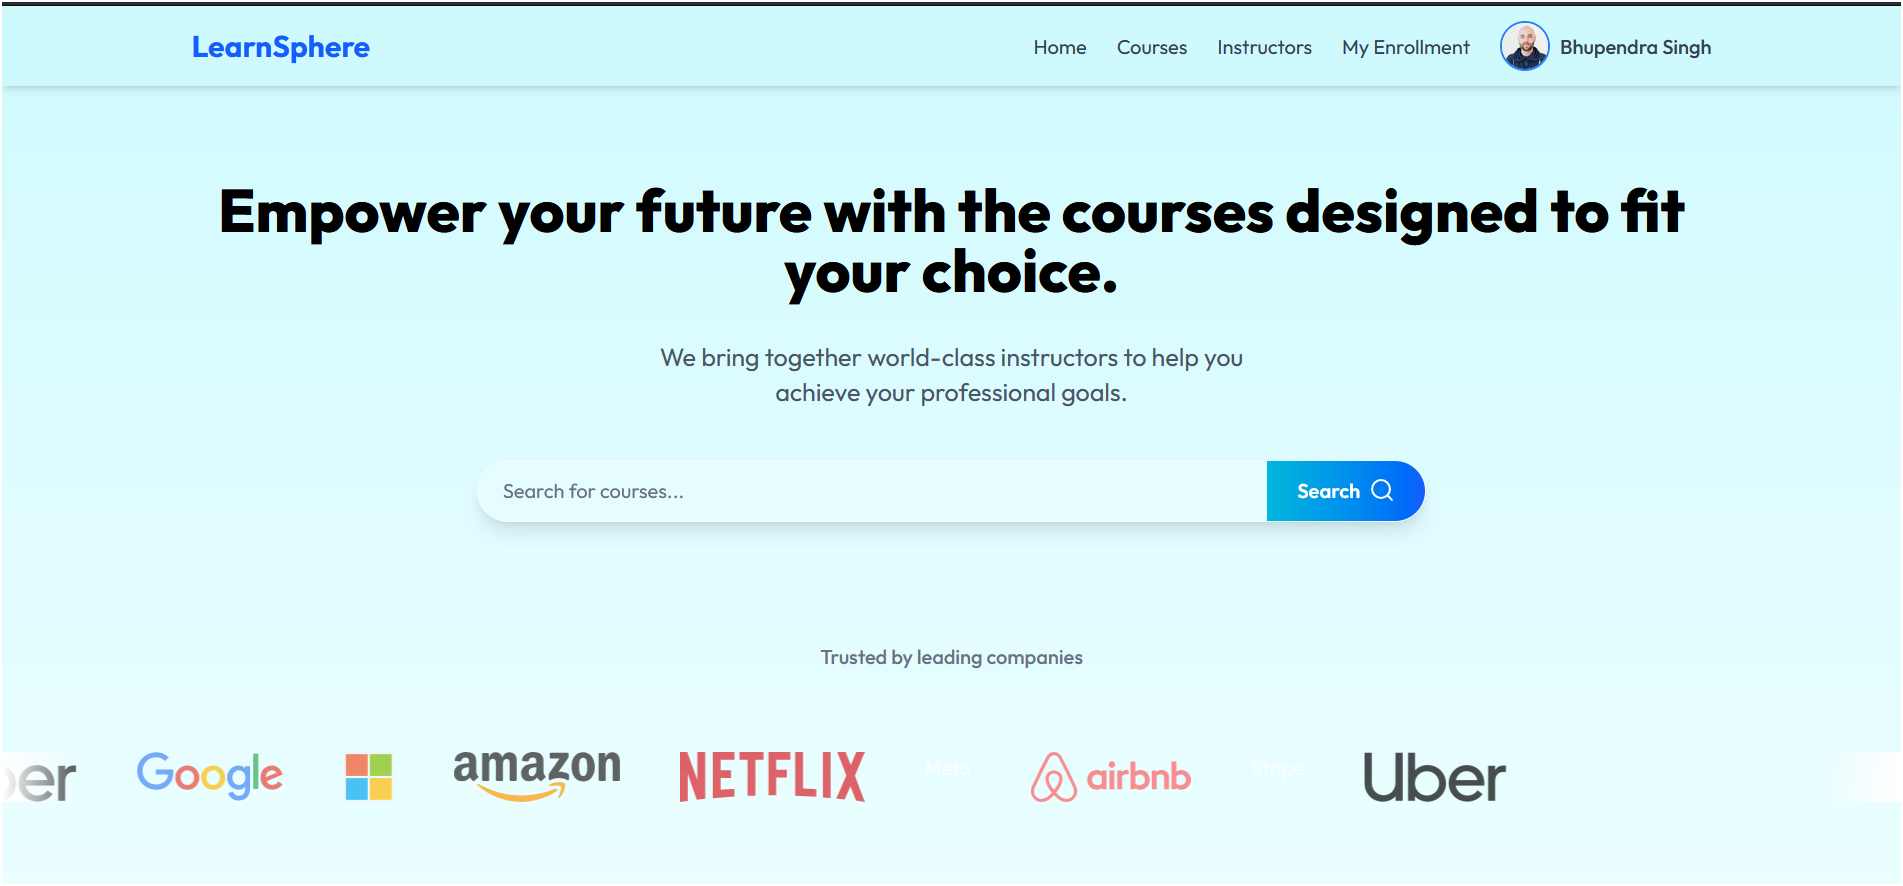 LearnSphere
Home Courses Instructors My Enrollment Bhupendra Singh
Empower your future with the courses designed to fit
your choice.
We bring together world-class instructors to help you
achieve your professional goals.
Search for courses...
Search
Trusted by leading companies
er Google amazon NETFLIX Meta airbnb Stripe Uber